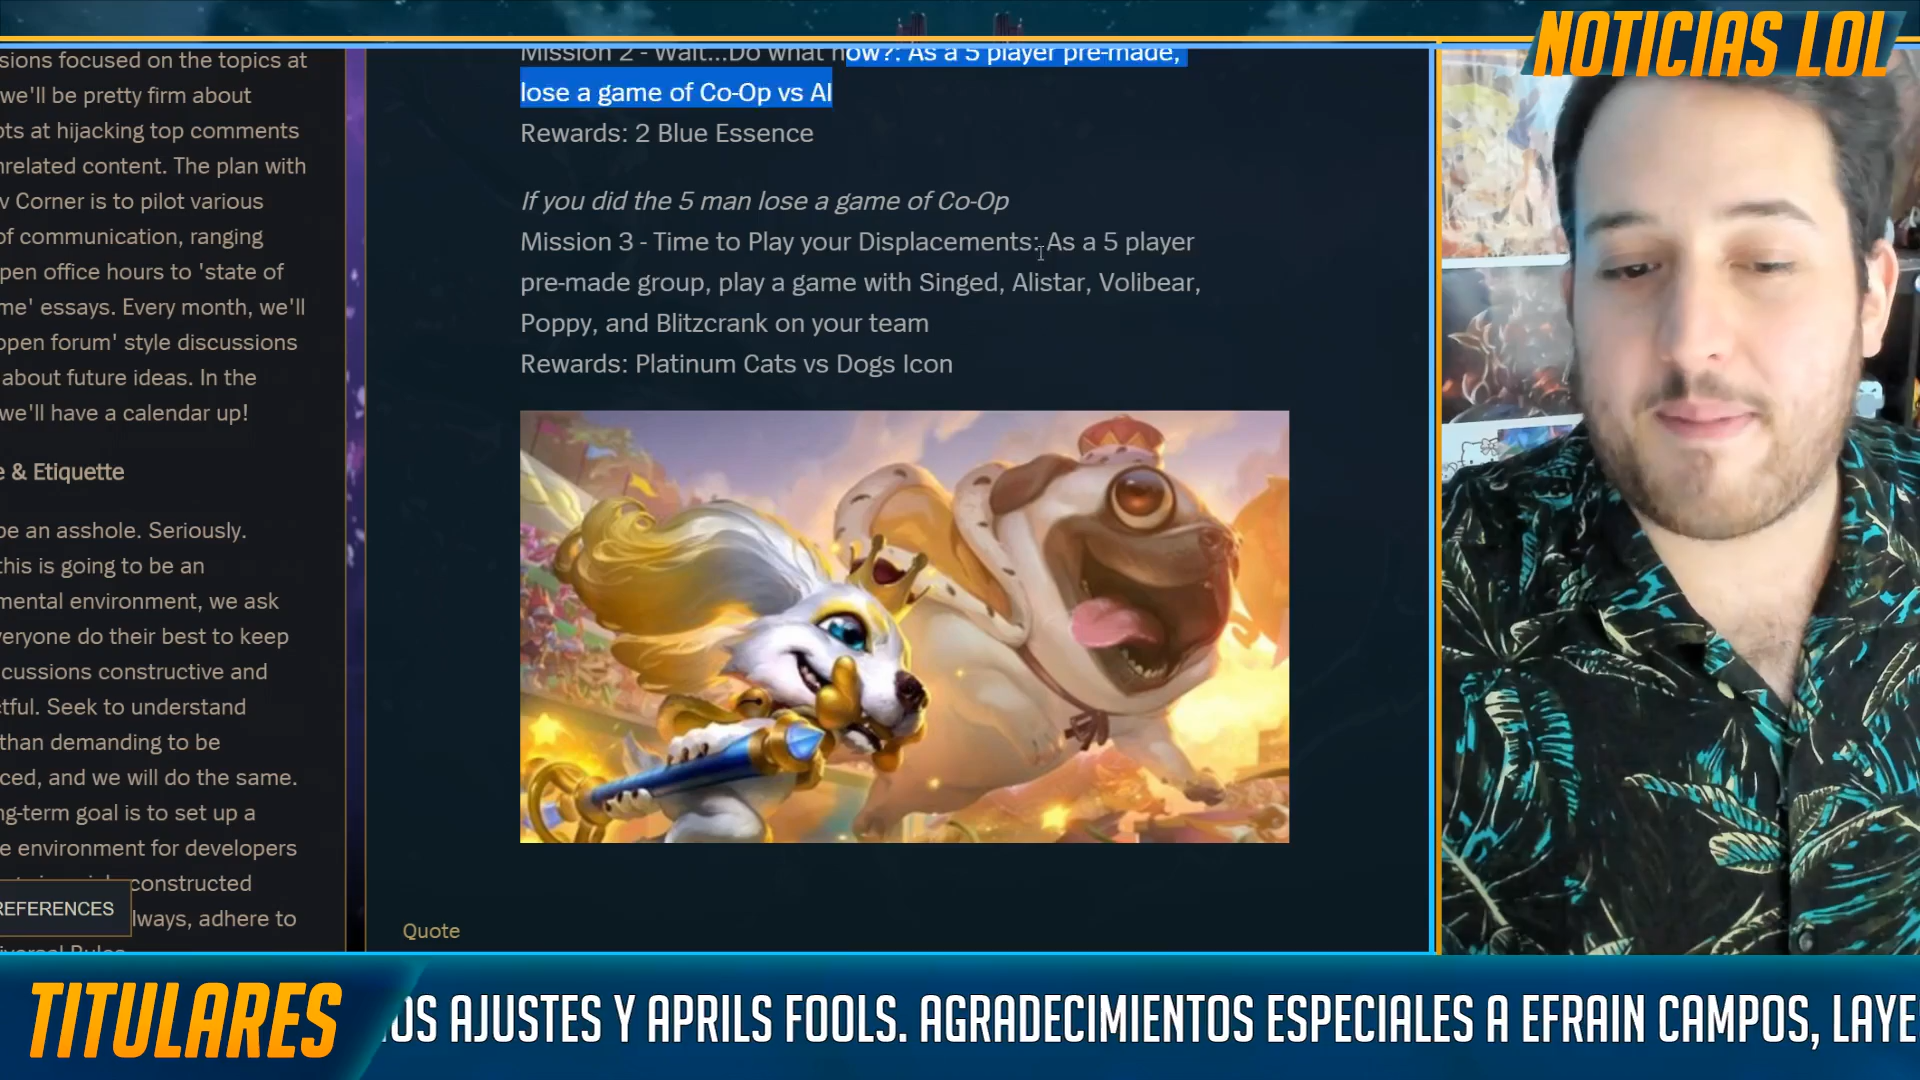 NOTICIAS LOL
sions focused on the topics at
we'll be pretty firm about
pts at hijacking top comments
nrelated content. The plan with
v Corner is to pilot various
of communication, ranging
pen office hours to 'state of
me' essays. Every month, we'll
open forum' style discussions
about future ideas. In the
we'll have a calendar up!
e & Etiquette
be an asshole. Seriously.
this is going to be an
mental environment, we ask
veryone do their best to keep
cussions constructive and
ctful. Seek to understand
than demanding to be
ced, and we will do the same.
ng-term goal is to set up a
e environment for developers
constructed
REFERENCES
lways, adhere to
Mission 2 - Wait...Do what now?: As a 5 player pre-made,
lose a game of Co-Op vs AI
Rewards: 2 Blue Essence
If you did the 5 man lose a game of Co-Op
Mission 3 - Time to Play your Displacements: As a 5 player
pre-made group, play a game with Singed, Alistar, Volibear,
Poppy, and Blitzcrank on your team
Rewards: Platinum Cats vs Dogs Icon
Quote
TITULARES
OS AJUSTES Y APRILS FOOLS. AGRADECIMIENTOS ESPECIALES A EFRAIN CAMPOS, LAYE